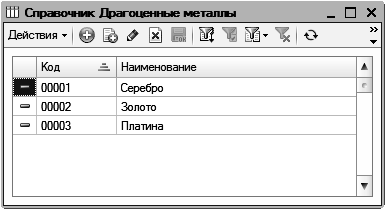 Справочник Драгоценные металлы
Действия
Код Наименование
00001 Серебро
00002 Золото
00003 Платина